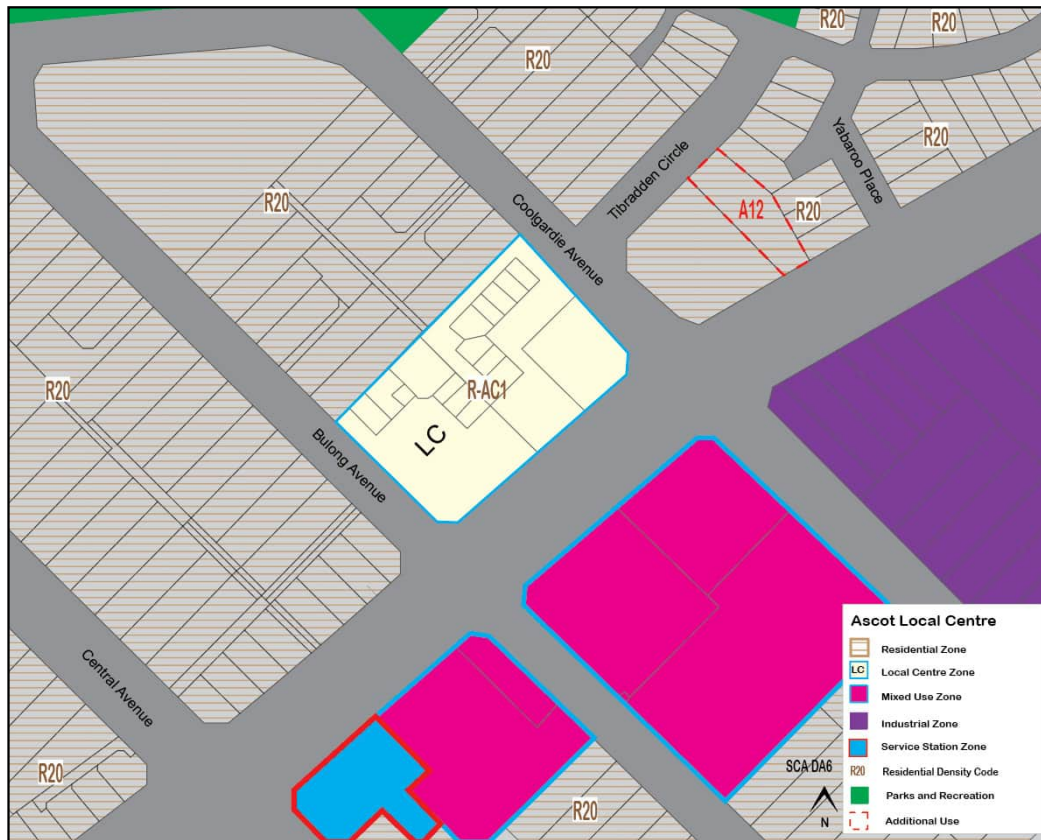 R20
R20
R20
R20
Yabaroo Place
R20
Tibradden Circle
A12
R20
R20
Coolgardie Avenue
R-AC1
LC
R20
Bulong Avenue
Central Avenue
R20
R20
SCA DA6
N
Ascot Local Centre
Residential Zone
LC Local Centre Zone
Mixed Use Zone
Industrial Zone
Service Station Zone
R20 Residential Density Code
Parks and Recreation
Additional Use